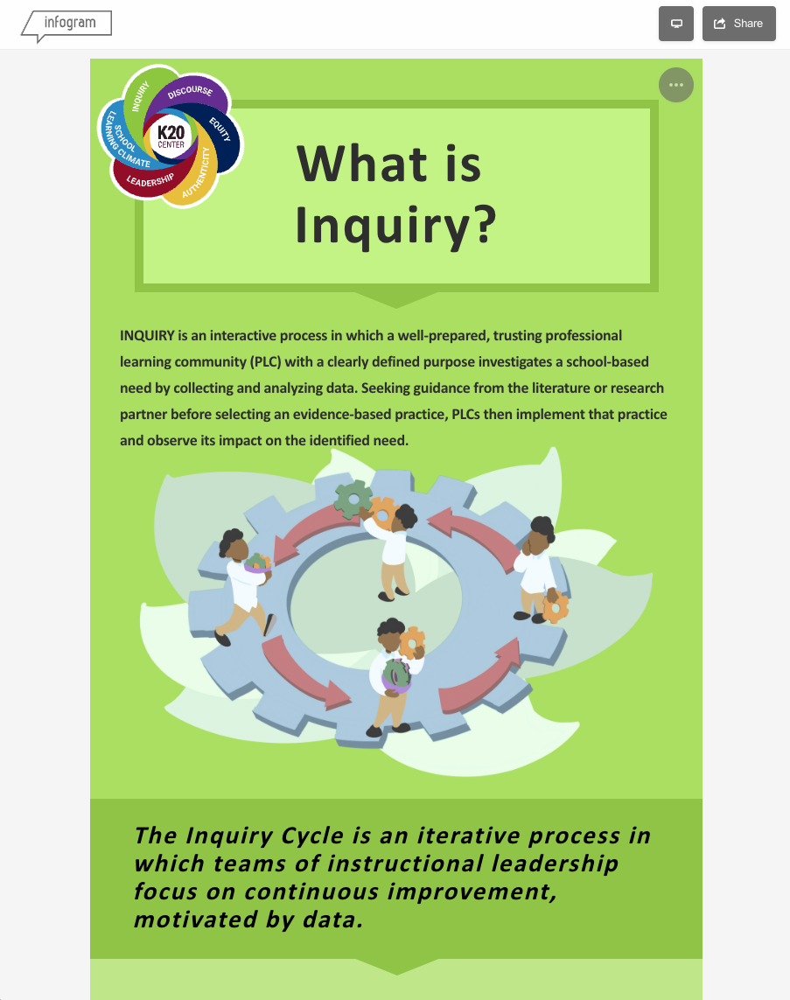 infogram
Share
INQUIRY
DISCOURSE
EQUITY
AUTHENTICITY
LEADERSHIP
SCHOOL
LEARNING CLIMATE
K20
CENTER
What is
Inquiry?
INQUIRY is an interactive process in which a well-prepared, trusting professional
learning community (PLC) with a clearly defined purpose investigates a school-based
need by collecting and analyzing data. Seeking guidance from the literature or research
partner before selecting an evidence-based practice, PLCs then implement that practice
and observe its impact on the identified need.
The Inquiry Cycle is an iterative process in
which teams of instructional leadership
focus on continuous improvement,
motivated by data.